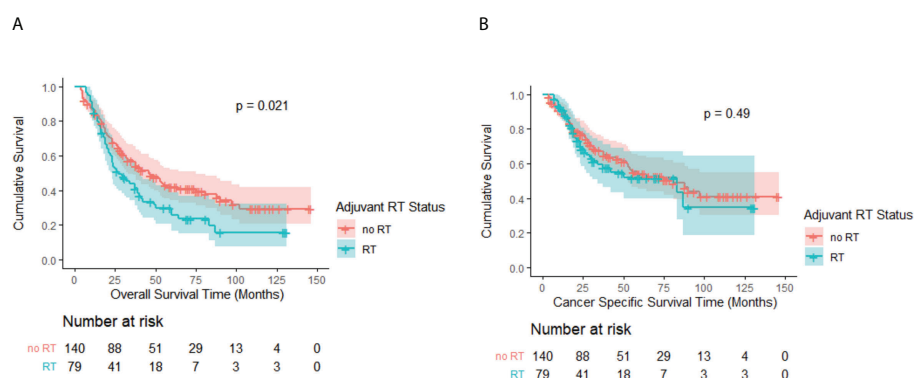 A
Cumulative Survival
1.0
0.8
0.6
0.4
0.2
0.0
p = 0.021
0 25 50 75 100 125 150
Overall Survival Time (Months)
Adjuvant RT Status
no RT
RT
Number at risk
no RT 140 88 51 29 13 4 0
RT 79 41 18 7 3 3 0
B
Cumulative Survival
1.0
0.8
0.6
0.4
0.2
0.0
p = 0.49
0 25 50 75 100 125 150
Cancer Specific Survival Time (Months)
Adjuvant RT Status
no RT
RT
Number at risk
no RT 140 88 51 29 13 4 0
RT 79 41 18 7 3 3 0